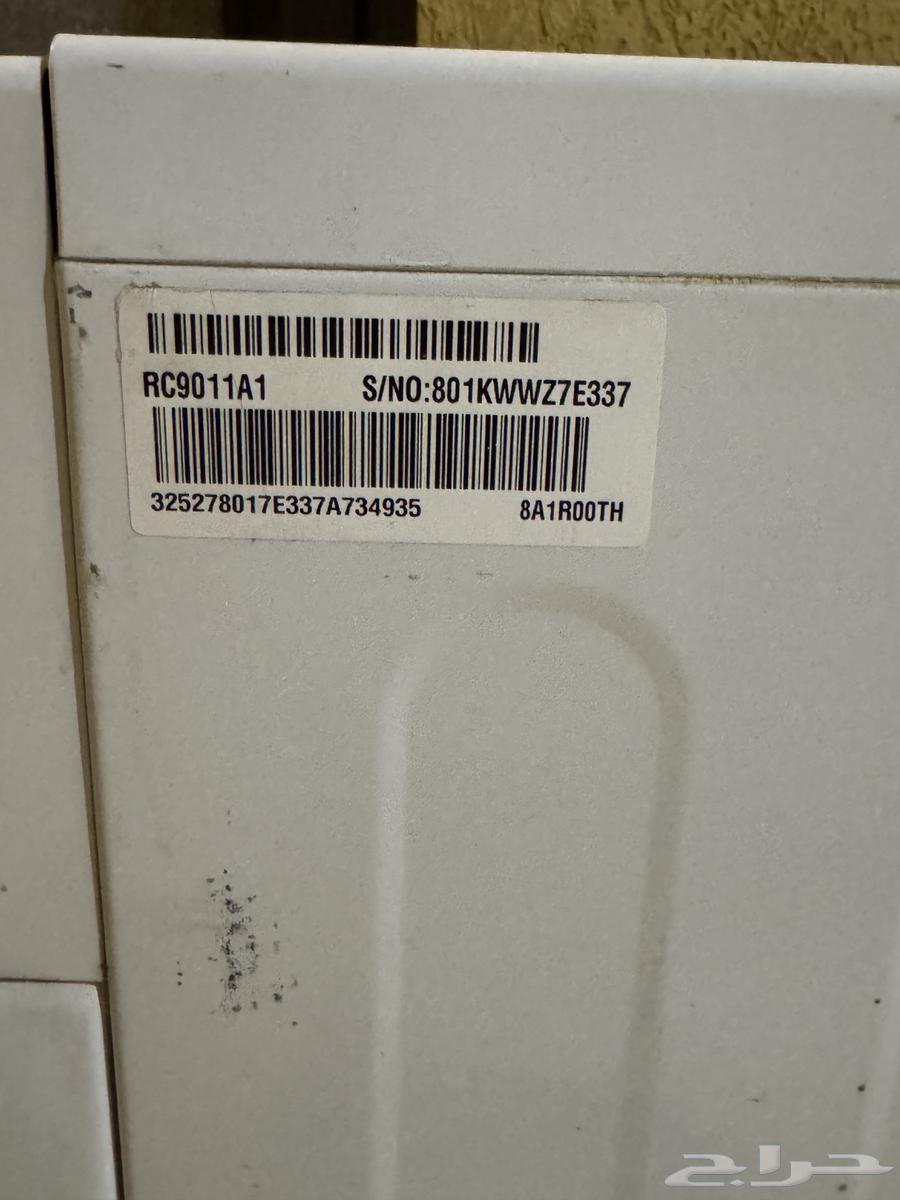 RC9011A1 S/NO:801KWWZ7E337
325278017E337A734935 8A1R00TH
حراج